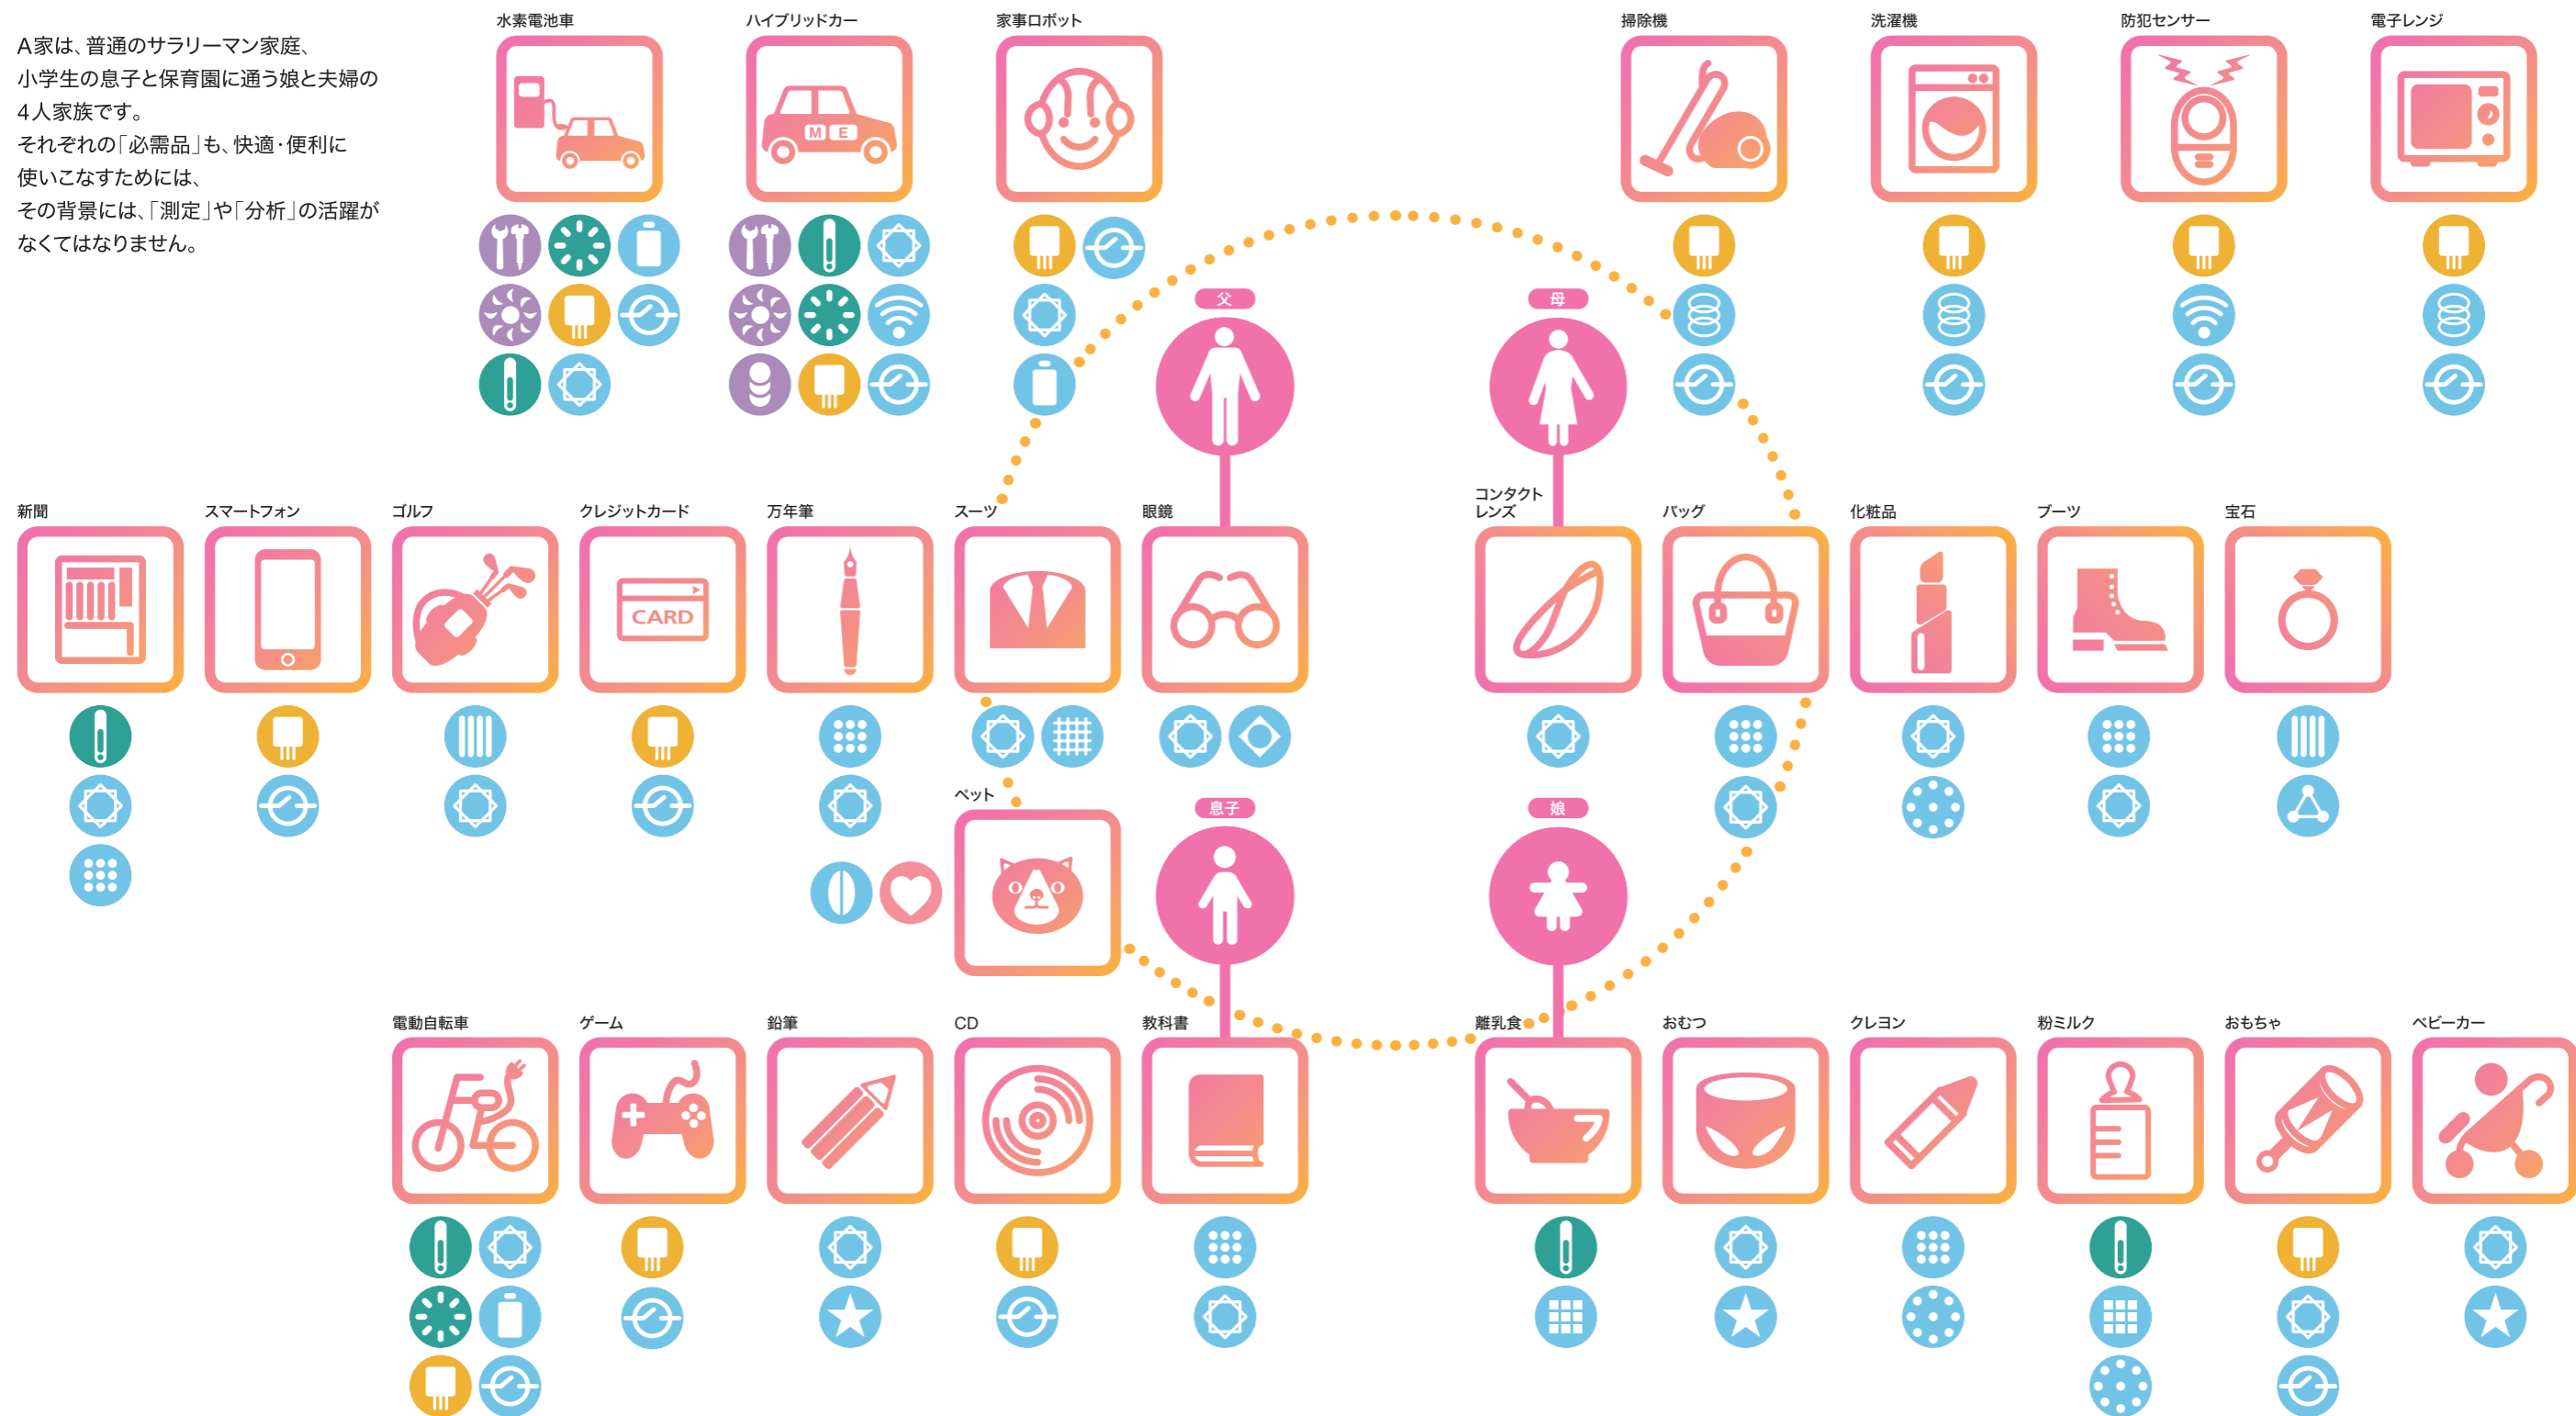 A家は、普通のサラリーマン家庭、
小学生の息子と保育園に通う娘と夫婦の
4人家族です。
それぞれの「必需品」も、快適・便利に
使いこなすためには、
その背景には、「測定」や「分析」の活躍が
なくてはなりません。
水素電池車
ハイブリッドカー
家事ロボット
掃除機
洗濯機
防犯センサー
電子レンジ
M E
父
母
新聞
スマートフォン
ゴルフ
クレジットカード
万年筆
スーツ
眼鏡
コンタクト
レンズ
バッグ
化粧品
ブーツ
宝石
CARD
ペット
息子
娘
電動自転車
ゲーム
鉛筆
CD
教科書
離乳食
おむつ
クレヨン
粉ミルク
おもちゃ
ベビーカー